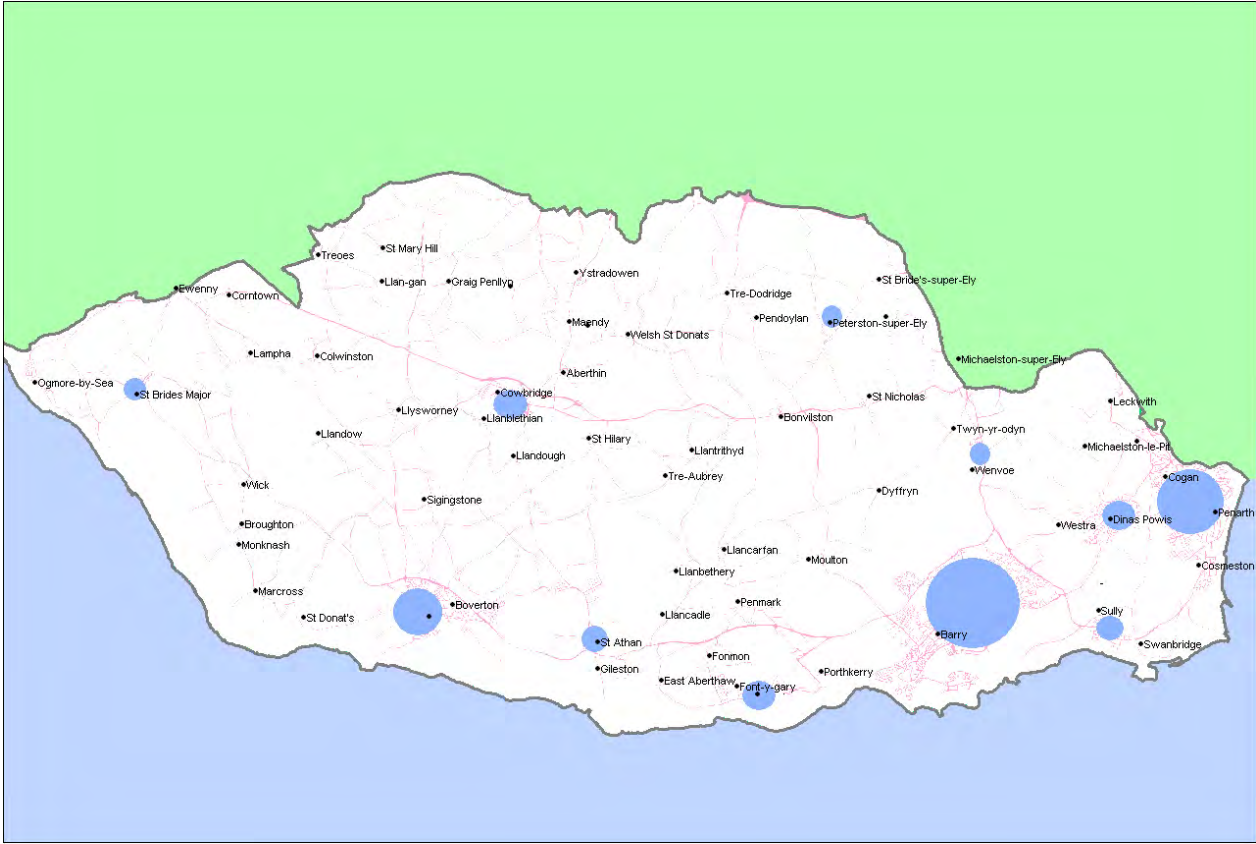 St Mary Hill
Treoes
Ystradowen
St Bride's-super-Ely
Llan-gan
Graig Penllyn
Ewenny
Corntown
Tre-Dodridge
Pendoylan
Peterston-super-Ely
Maendy
Welsh St Donats
Lampha
Colwinston
Michaelston-super-Ely
Aberthin
Ogmore-by-Sea
St Brides Major
Cowbridge
St Nicholas
Leckwith
Llysworney
Llanblethian
Bonvilston
Twyn-yr-odyn
Llandow
St Hilary
Michaelston-le-Pit
Llandough
Llantrithyd
Wenvoe
Tre-Aubrey
Cogan
Wick
Dyffryn
Sigingstone
Penarth
Dinas Powis
Broughton
Westra
Monknash
Llancarfan
Moulton
Cosmeston
Llanbethery
Marcross
Penmark
Boverton
Sully
St Donat's
Llancadle
Barry
St Athan
Swanbridge
Fonmon
Gileston
Porthkerry
East Aberthaw
Font-y-gary